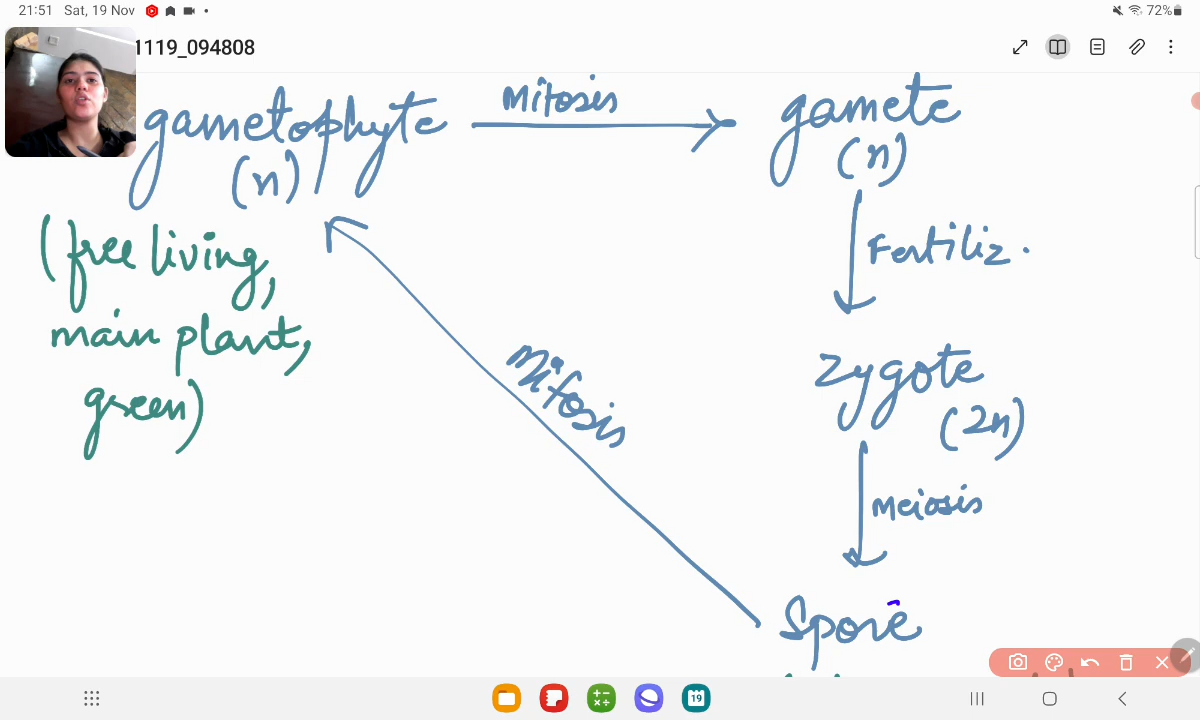 21:51 Sat, 19 Nov
72%
1119_094808
gametophyte
(n)
Mitosis
gamete
(n)
(free living,
main plant,
green)
Fertiliz.
Zygote
(2n)
Mitosis
Meiosis
Spore
19